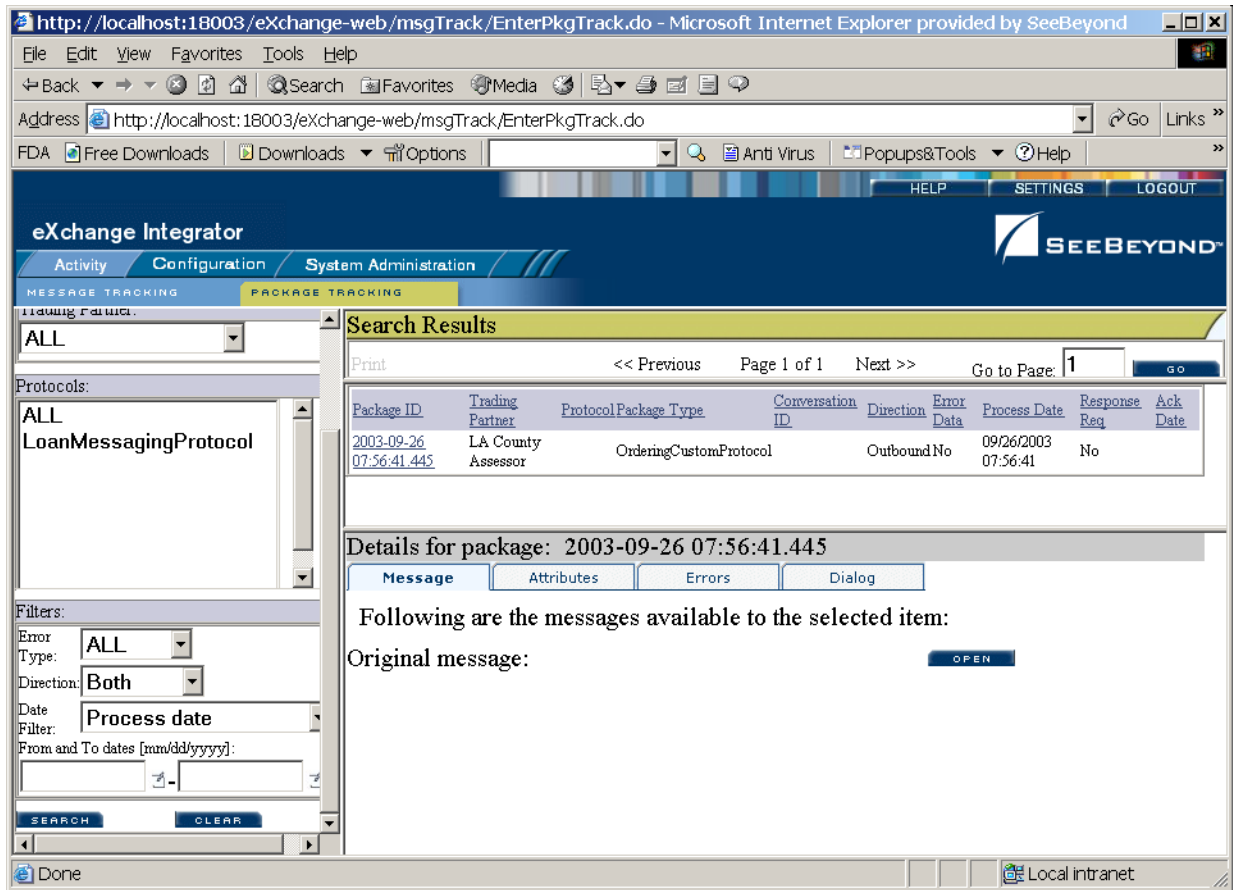 http://localhost:18003/eXchange-web/msgTrack/EnterPkgTrack.do - Microsoft Internet Explorer provided by SeeBeyond
File Edit View Favorites Tools Help
Back Search Favorites Media
Address http://localhost:18003/eXchange-web/msgTrack/EnterPkgTrack.do Go Links »
FDA Free Downloads Downloads Options Anti Virus Popups&Tools Help »
HELP SETTINGS LOGOUT
eXchange Integrator
SEEBEYOND™
Activity Configuration System Administration
MESSAGE TRACKING PACKAGE TRACKING
Trading Partner:
ALL
Protocols:
ALL
LoanMessagingProtocol
Filters:
Error Type: ALL
Direction: Both
Date Filter: Process date
From and To dates [mm/dd/yyyy]:
-
SEARCH CLEAR
Search Results
Print << Previous Page 1 of 1 Next >> Go to Page: 1 GO
Package ID Trading Partner Protocol Package Type Conversation ID Direction Error Data Process Date Response Req Ack Date
2003-09-26 07:56:41.445 LA County Assessor OrderingCustomProtocol Outbound No 09/26/2003 07:56:41 No
Details for package: 2003-09-26 07:56:41.445
Message Attributes Errors Dialog
Following are the messages available to the selected item:
Original message: OPEN
Done Local intranet